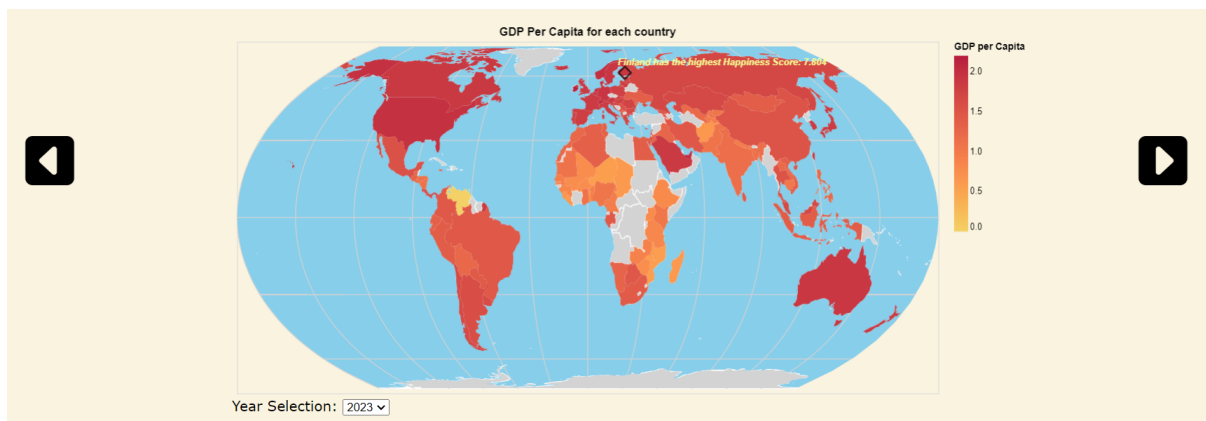 GDP Per Capita for each country
Finland has the highest Happiness Score: 7.804
GDP per Capita
2.0
1.5
1.0
0.5
0.0
Year Selection: 2023